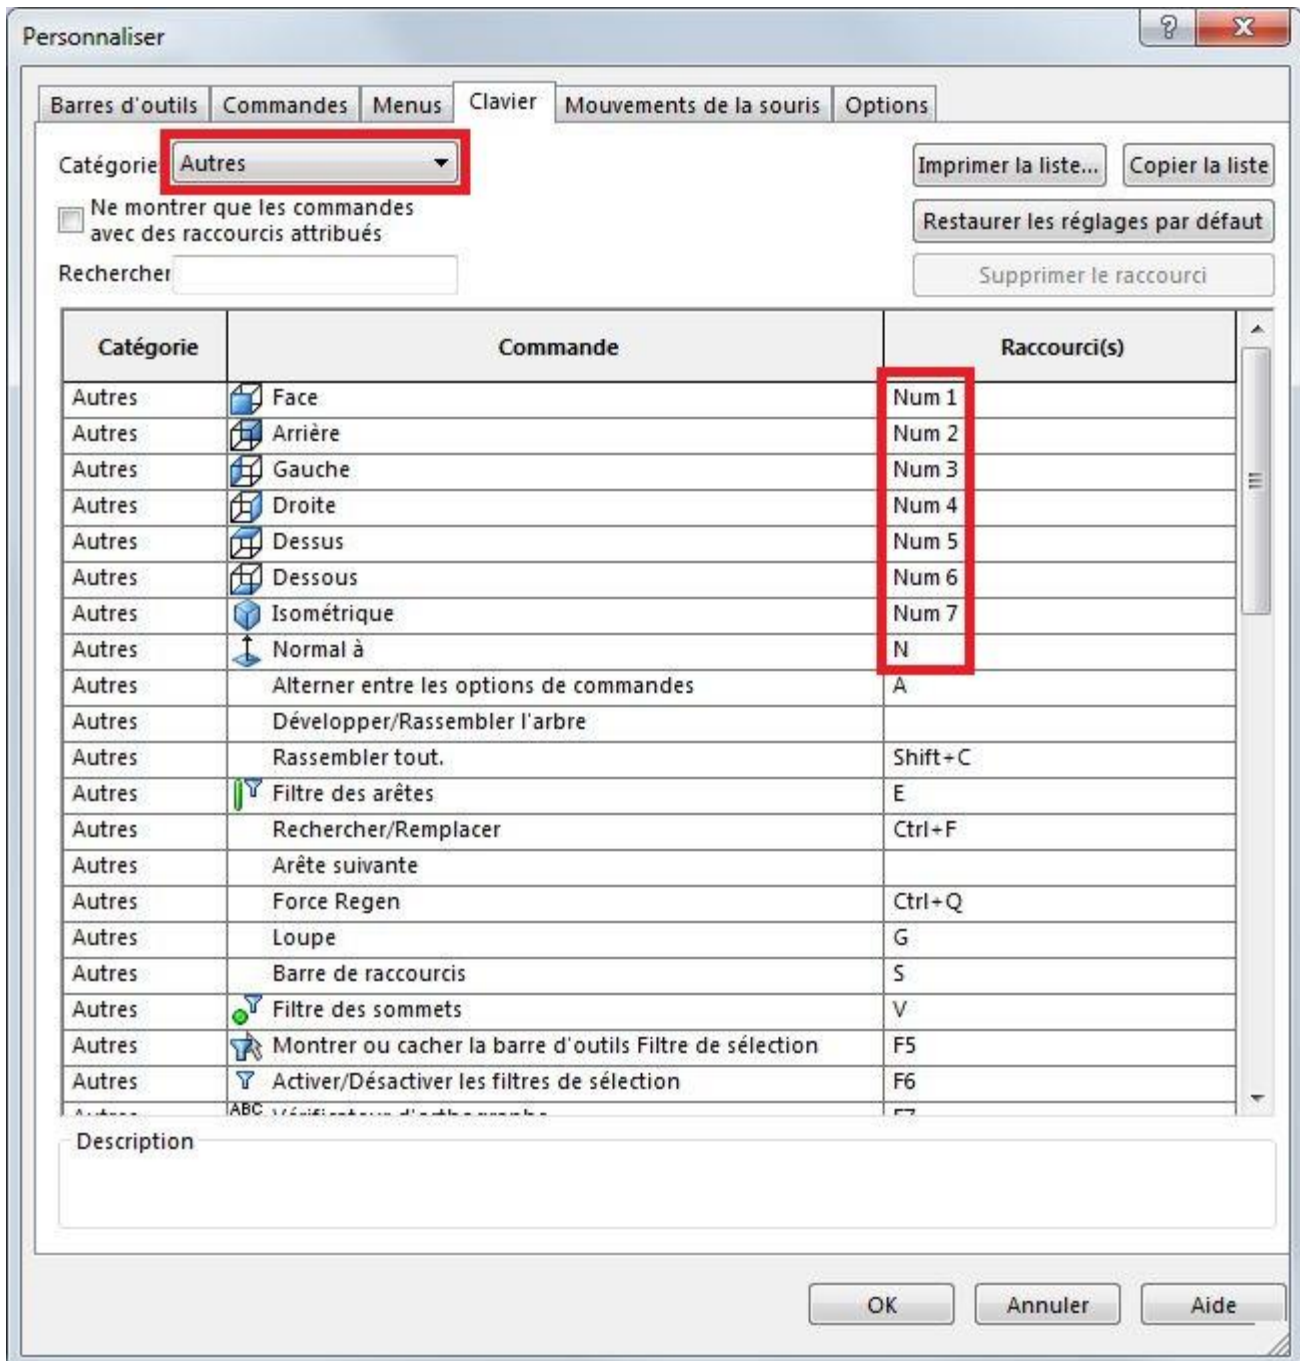 Personnaliser
Barres d'outils Commandes Menus Clavier Mouvements de la souris Options
Catégorie Autres Imprimer la liste... Copier la liste
Ne montrer que les commandes
avec des raccourcis attribués
Restaurer les réglages par défaut
Rechercher Supprimer le raccourci
Catégorie Commande Raccourci(s)
Autres Face Num 1
Autres Arrière Num 2
Autres Gauche Num 3
Autres Droite Num 4
Autres Dessus Num 5
Autres Dessous Num 6
Autres Isométrique Num 7
Autres Normal à N
Autres Alterner entre les options de commandes A
Autres Développer/Rassembler l'arbre
Autres Rassembler tout. Shift+C
Autres Filtre des arêtes E
Autres Rechercher/Remplacer Ctrl+F
Autres Arête suivante
Autres Force Regen Ctrl+Q
Autres Loupe G
Autres Barre de raccourcis S
Autres Filtre des sommets V
Autres Montrer ou cacher la barre d'outils Filtre de sélection F5
Autres Activer/Désactiver les filtres de sélection F6
Autres ABC Vérificateur d'orthographe F7
Description
OK Annuler Aide